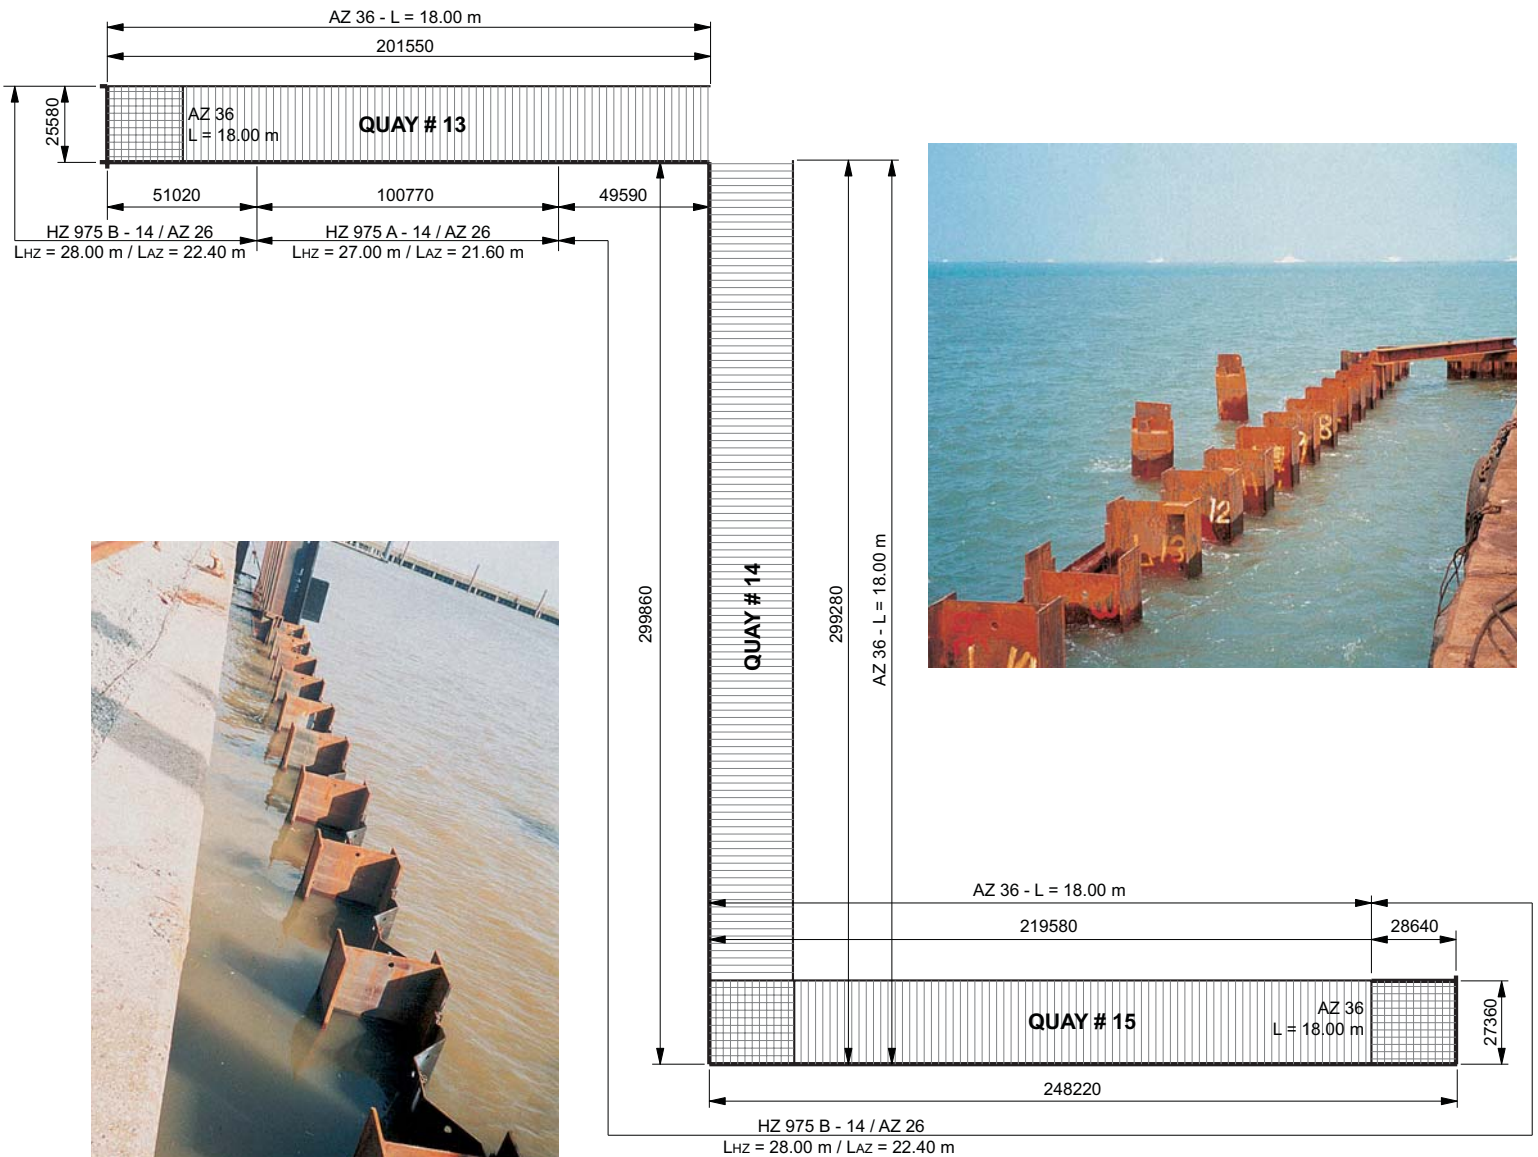 AZ 36 - L = 18.00 m
201550
25580
AZ 36
L = 18.00 m
QUAY # 13
51020
100770
49590
HZ 975 B - 14 / AZ 26
LHZ = 28.00 m / LAZ = 22.40 m
HZ 975 A - 14 / AZ 26
LHZ = 27.00 m / LAZ = 21.60 m
299860
QUAY # 14
299280
AZ 36 - L = 18.00 m
8
12
13
AZ 36 - L = 18.00 m
219580
28640
QUAY # 15
AZ 36
L = 18.00 m
27360
248220
HZ 975 B - 14 / AZ 26
LHZ = 28.00 m / LAZ = 22.40 m